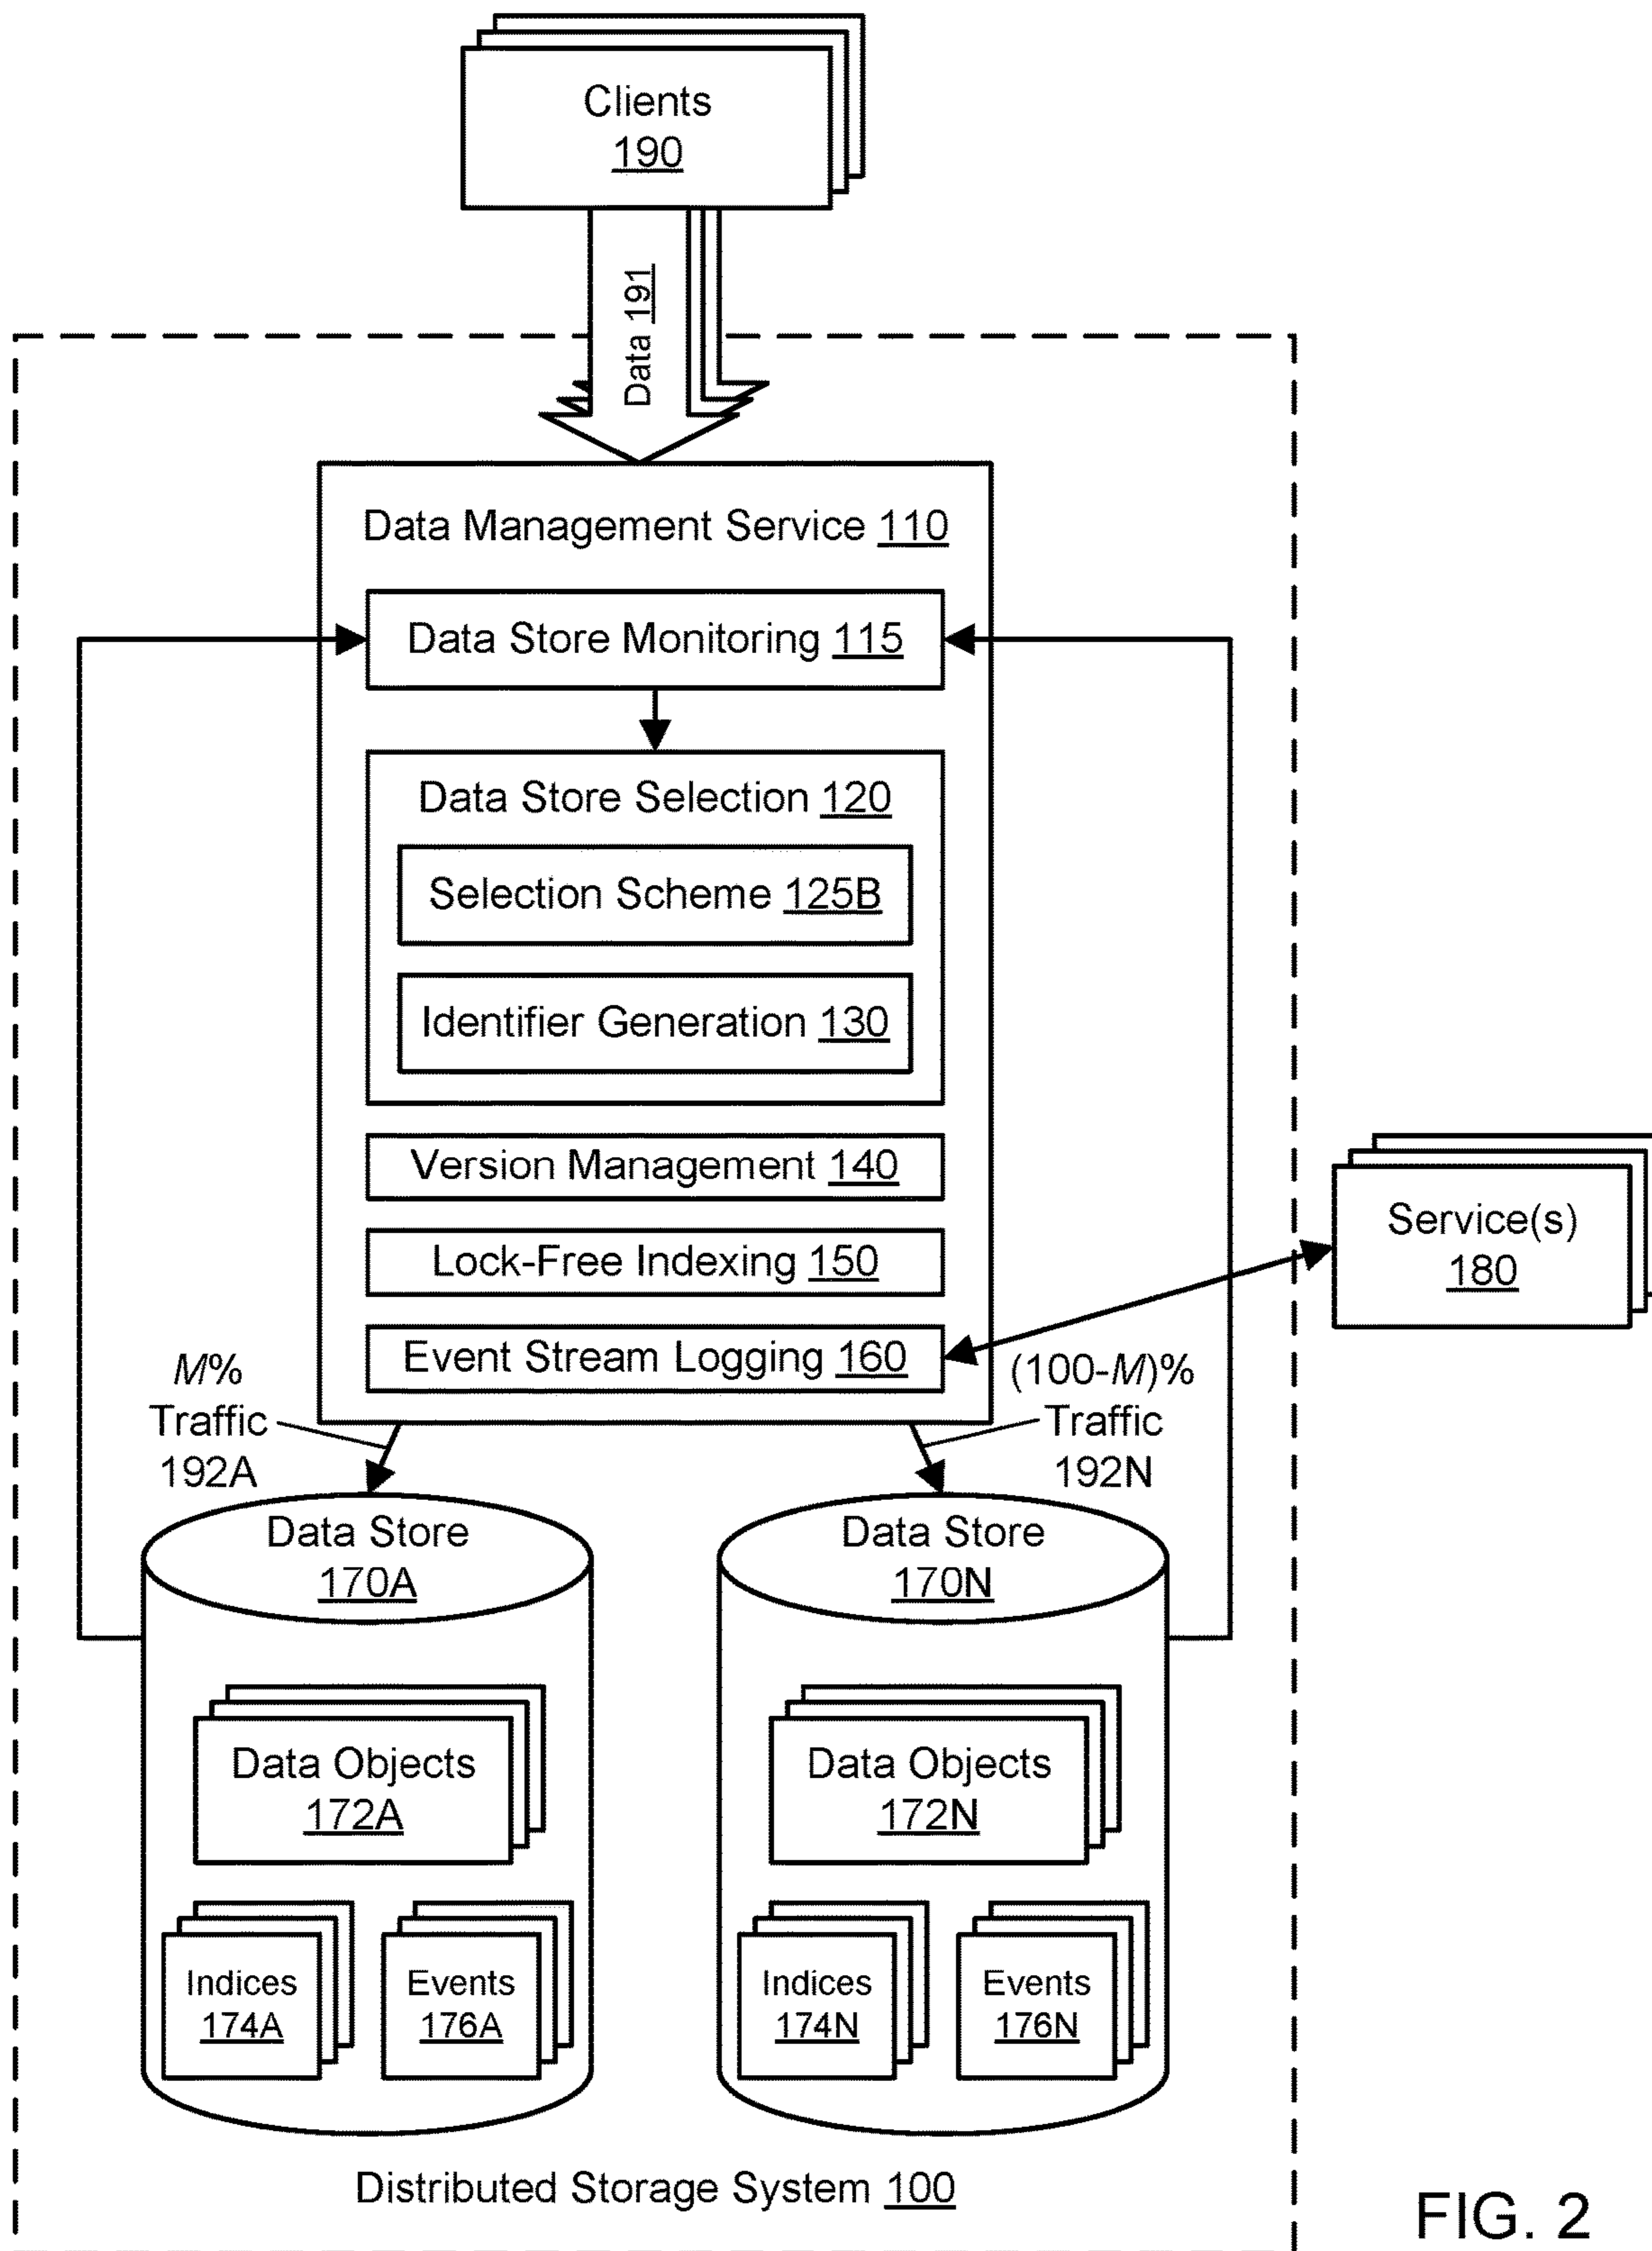 Clients
190
Data 191
Data Management Service 110
Data Store Monitoring 115
Data Store Selection 120
Selection Scheme 125B
Identifier Generation 130
Version Management 140
Lock-Free Indexing 150
Event Stream Logging 160
Service(s)
180
M%
Traffic
192A
(100-M)%
Traffic
192N
Data Store
170A
Data Store
170N
Data Objects
172A
Data Objects
172N
Indices
174A
Events
176A
Indices
174N
Events
176N
Distributed Storage System 100
FIG. 2